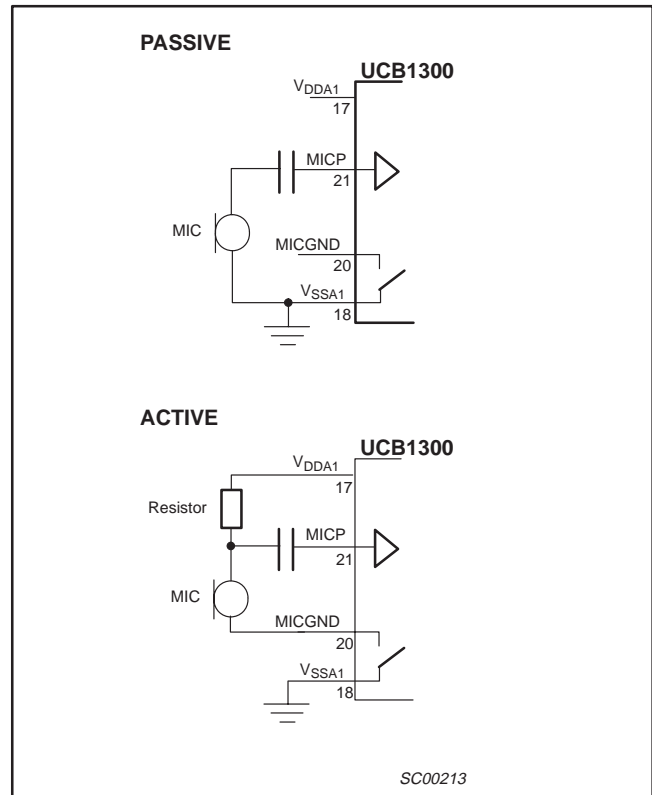 PASSIVE
UCB1300
VDDA1
17
MICP
21
MIC
MICGND
20
VSSA1
18
ACTIVE
UCB1300
VDDA1
17
Resistor
MICP
21
MIC
MICGND
20
VSSA1
18
SC00213